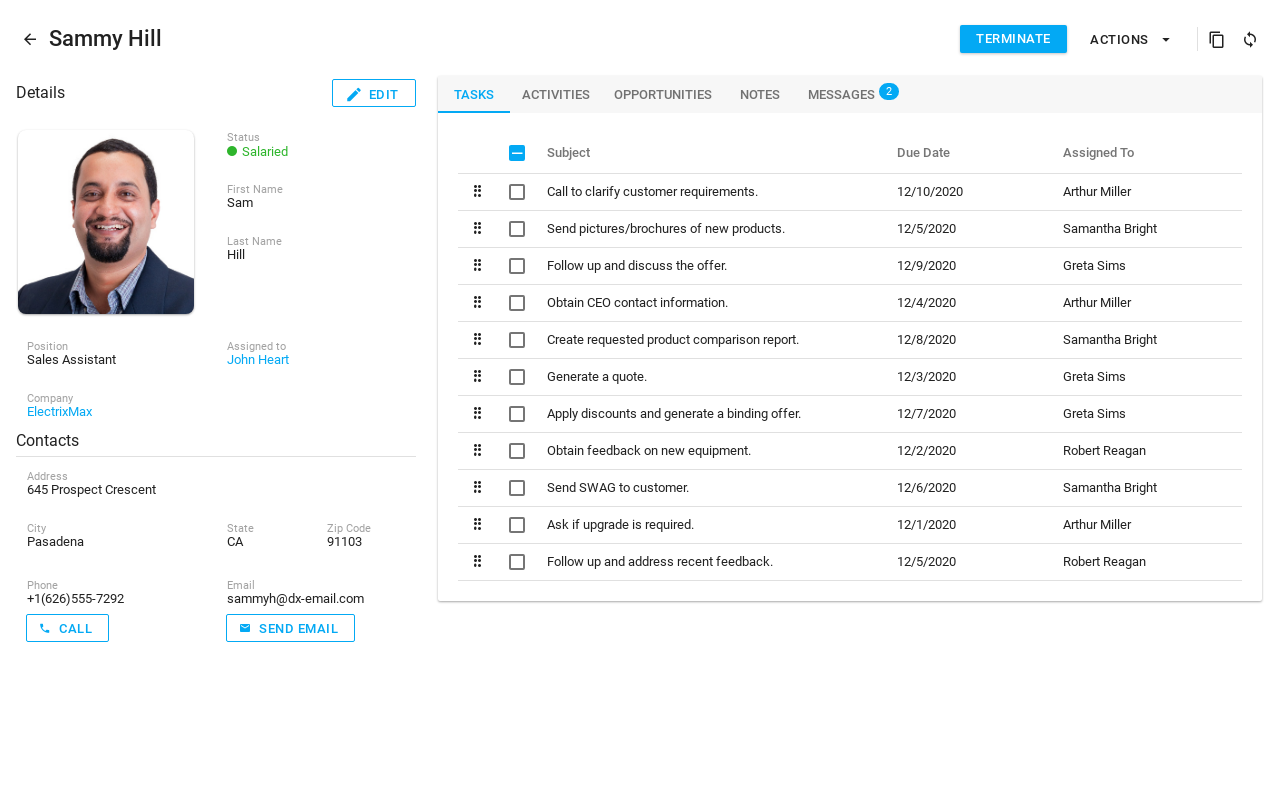 Sammy Hill
TERMINATE
ACTIONS
Details
EDIT
Status
Salaried
First Name
Sam
Last Name
Hill
Position
Sales Assistant
Assigned to
John Heart
Company
ElectrixMax
Contacts
Address
645 Prospect Crescent
City
Pasadena
State
CA
Zip Code
91103
Phone
+1(626)555-7292
CALL
Email
sammyh@dx-email.com
SEND EMAIL
TASKS ACTIVITIES OPPORTUNITIES NOTES MESSAGES 2
Subject Due Date Assigned To
Call to clarify customer requirements. 12/10/2020 Arthur Miller
Send pictures/brochures of new products. 12/5/2020 Samantha Bright
Follow up and discuss the offer. 12/9/2020 Greta Sims
Obtain CEO contact information. 12/4/2020 Arthur Miller
Create requested product comparison report. 12/8/2020 Samantha Bright
Generate a quote. 12/3/2020 Greta Sims
Apply discounts and generate a binding offer. 12/7/2020 Greta Sims
Obtain feedback on new equipment. 12/2/2020 Robert Reagan
Send SWAG to customer. 12/6/2020 Samantha Bright
Ask if upgrade is required. 12/1/2020 Arthur Miller
Follow up and address recent feedback. 12/5/2020 Robert Reagan